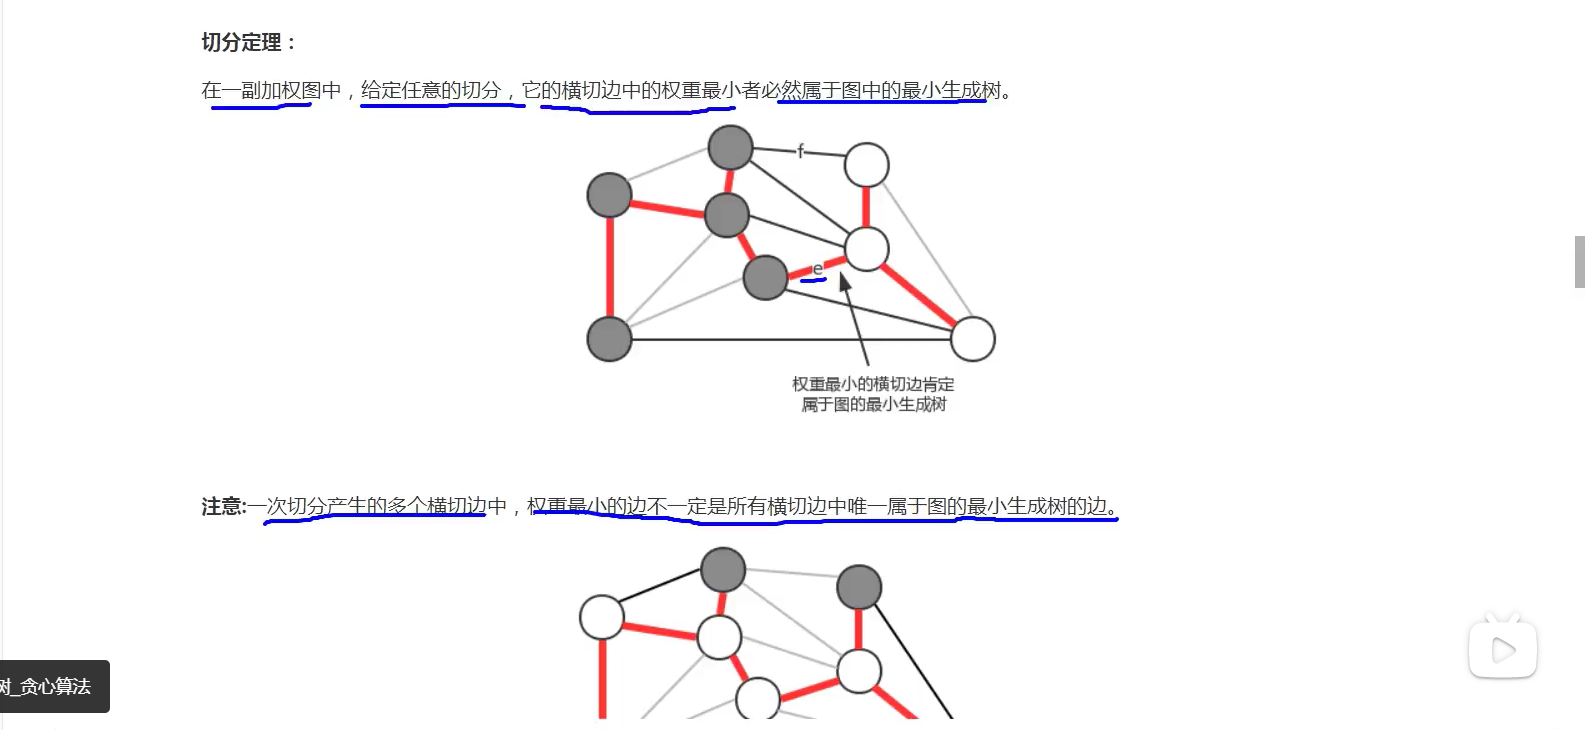 切分定理：
在一副加权图中，给定任意的切分，它的横切边中的权重最小者必然属于图中的最小生成树。
f
e
权重最小的横切边肯定
属于图的最小生成树
注意:一次切分产生的多个横切边中，权重最小的边不一定是所有横切边中唯一属于图的最小生成树的边。
树_贪心算法